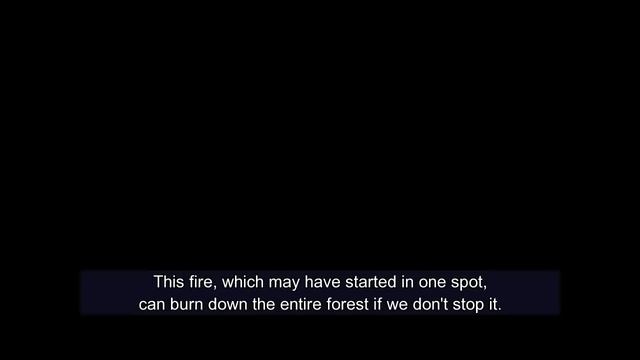 This fire, which may have started in one spot,
can burn down the entire forest if we don't stop it.